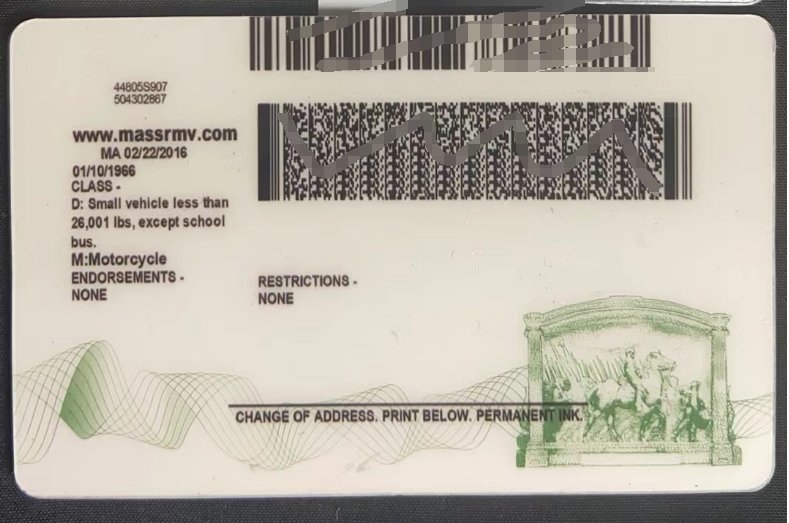 44805S907
504302867
www.massrmv.com
MA 02/22/2016
01/10/1966
CLASS -
D: Small vehicle less than
26,001 lbs, except school
bus.
M:Motorcycle
ENDORSEMENTS -
NONE
RESTRICTIONS -
NONE
CHANGE OF ADDRESS. PRINT BELOW. PERMANENT INK.